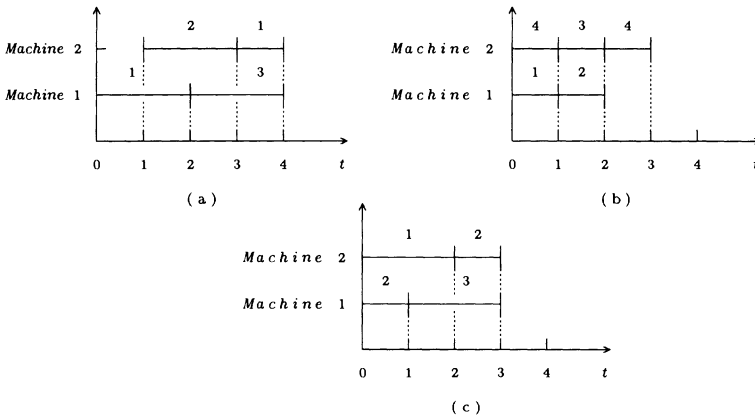 2 1
Machine 2
1 3
Machine 1
0 1 2 3 4 t
( a )
4 3 4
Machine 2
1 2
Machine 1
0 1 2 3 4 t
( b )
1 2
Machine 2
2 3
Machine 1
0 1 2 3 4 t
( c )